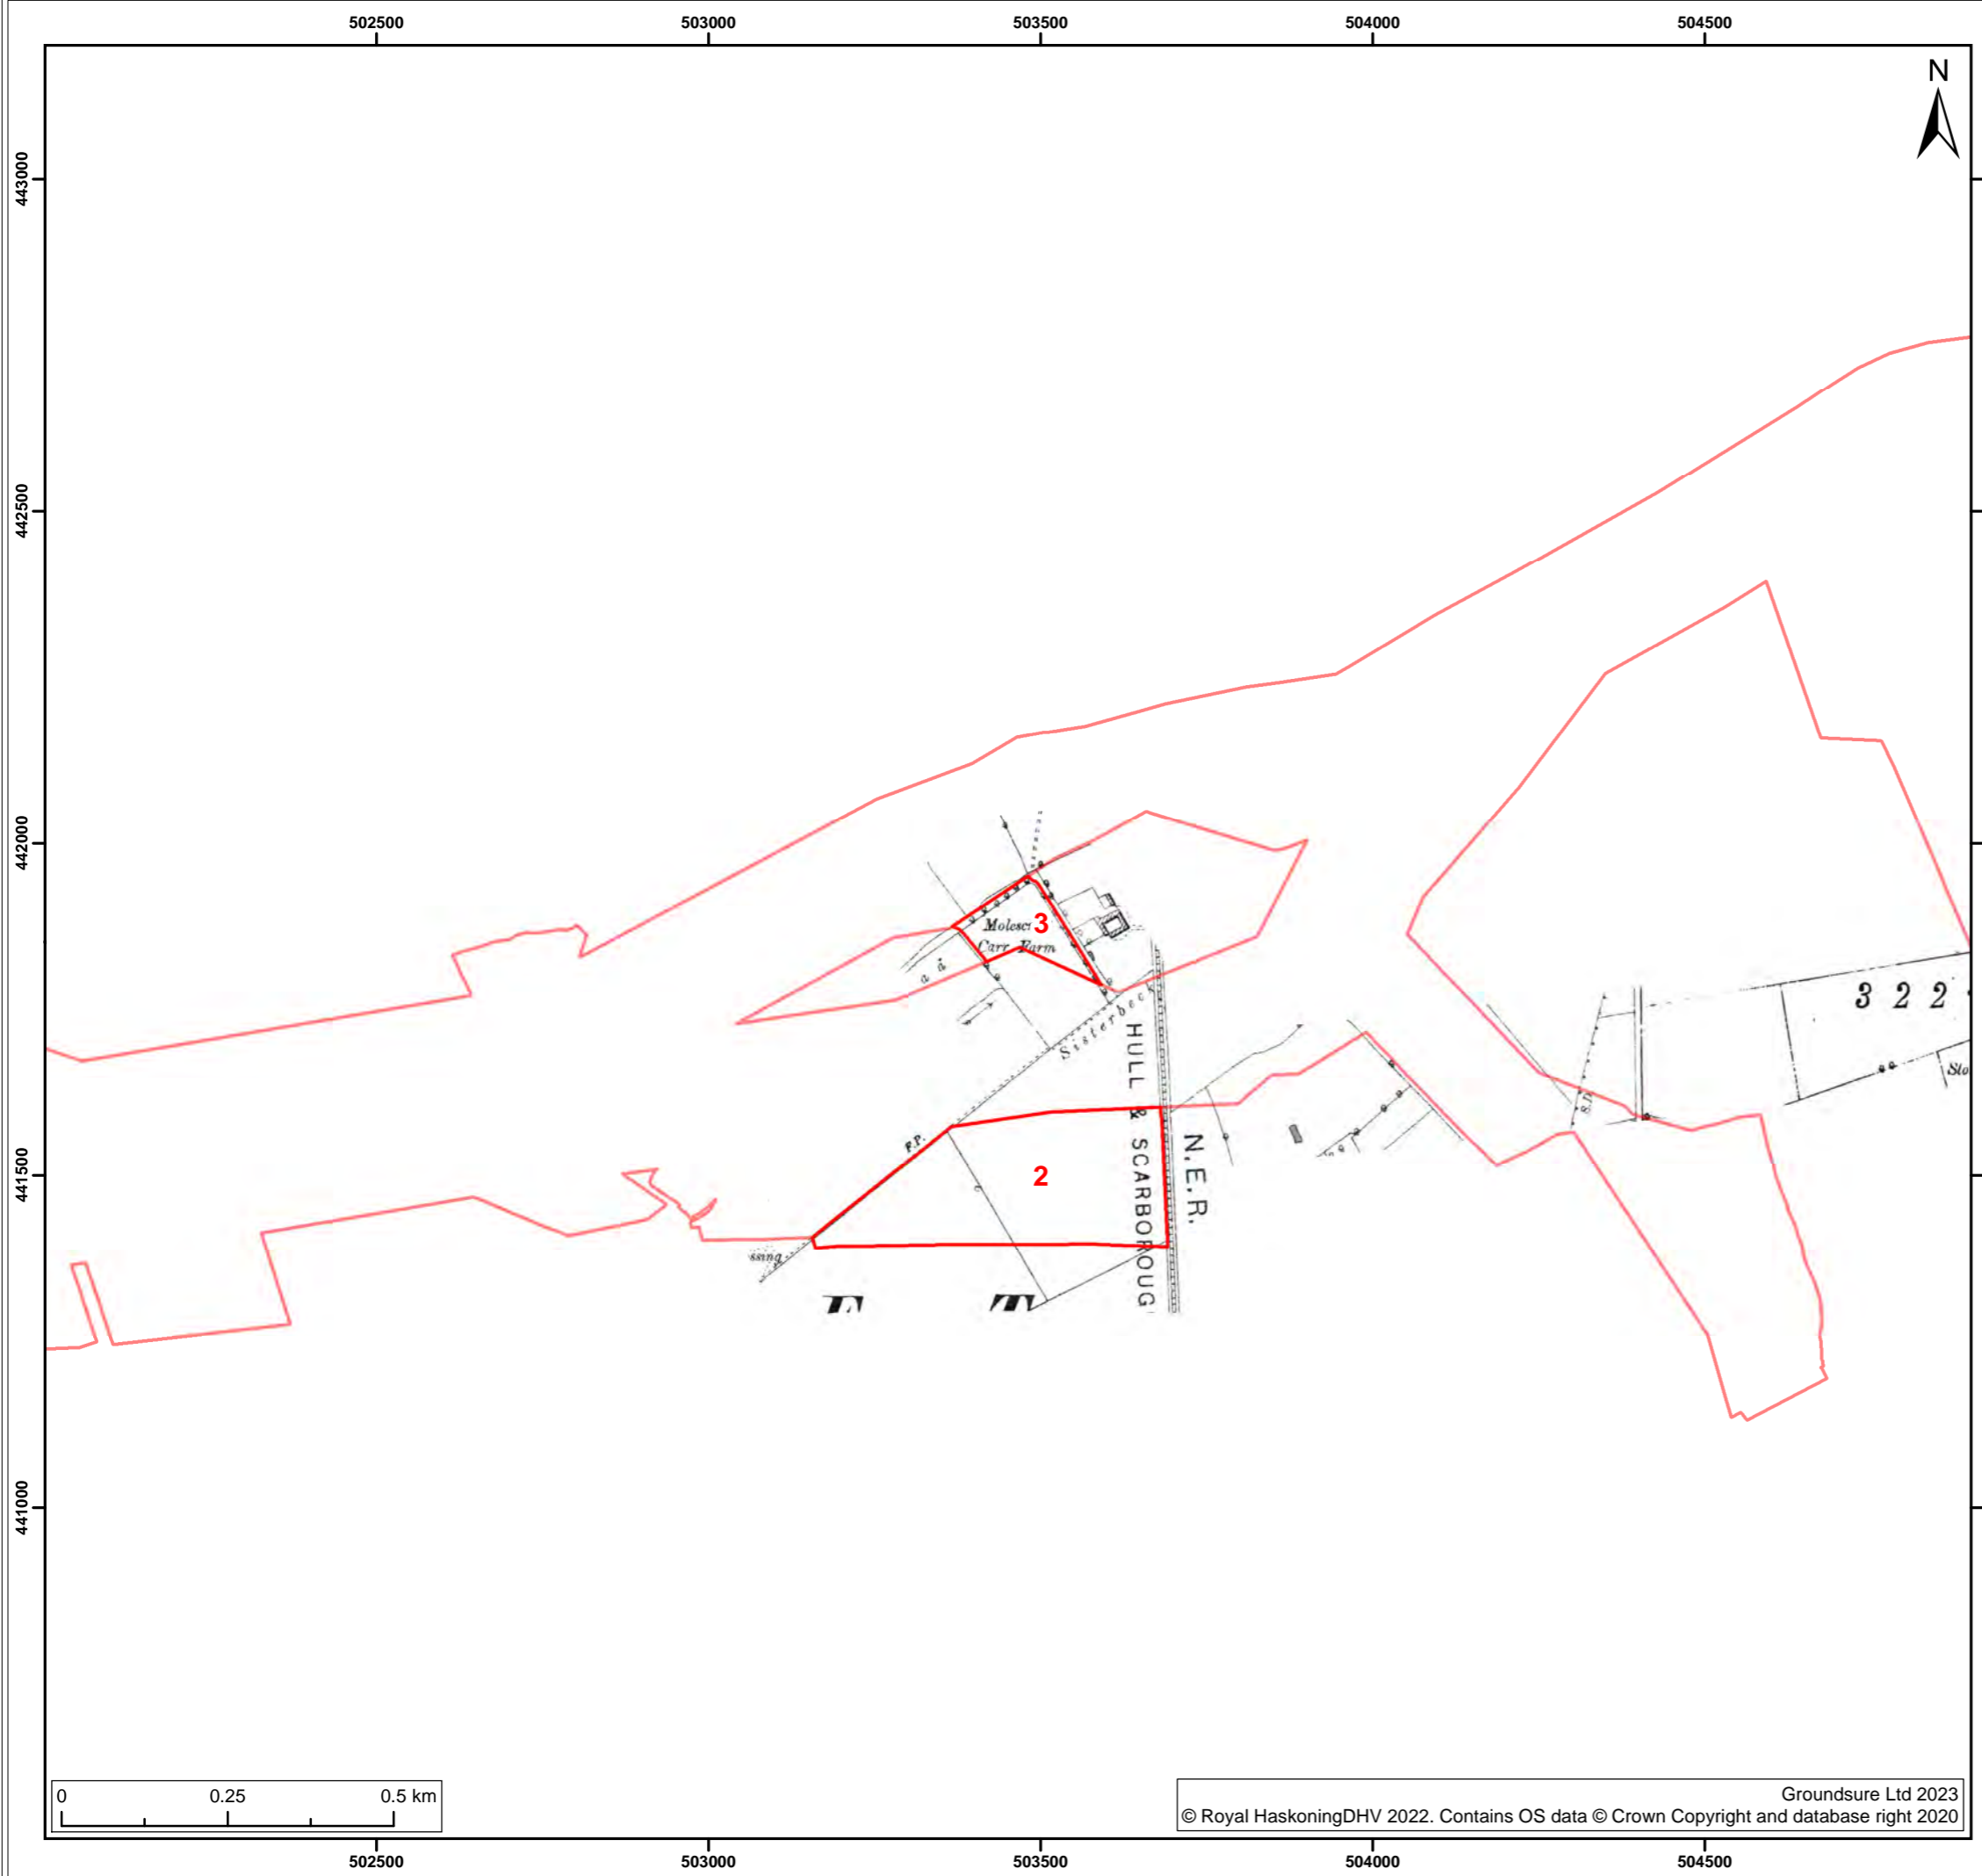 502500 503000 503500 504000 504500
N
443000
442500
442000
441500
441000
3
Molesc
Carr Farm
a d
Sisterbec
HULL & SCARBOROUG
N.E.R.
F.P.
2
ssing
E T
S.D.
3 2 2
Slo
0 0.25 0.5 km
Groundsure Ltd 2023
© Royal HaskoningDHV 2022. Contains OS data © Crown Copyright and database right 2020
502500 503000 503500 504000 504500